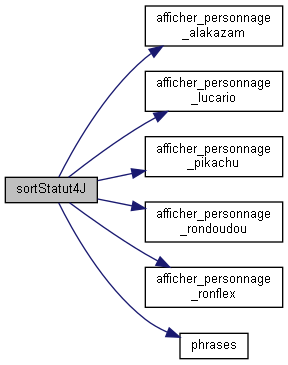 afficher_personnage
_alakazam
afficher_personnage
_lucario
sortStatut4J
afficher_personnage
_pikachu
afficher_personnage
_rondoudou
afficher_personnage
_ronflex
phrases